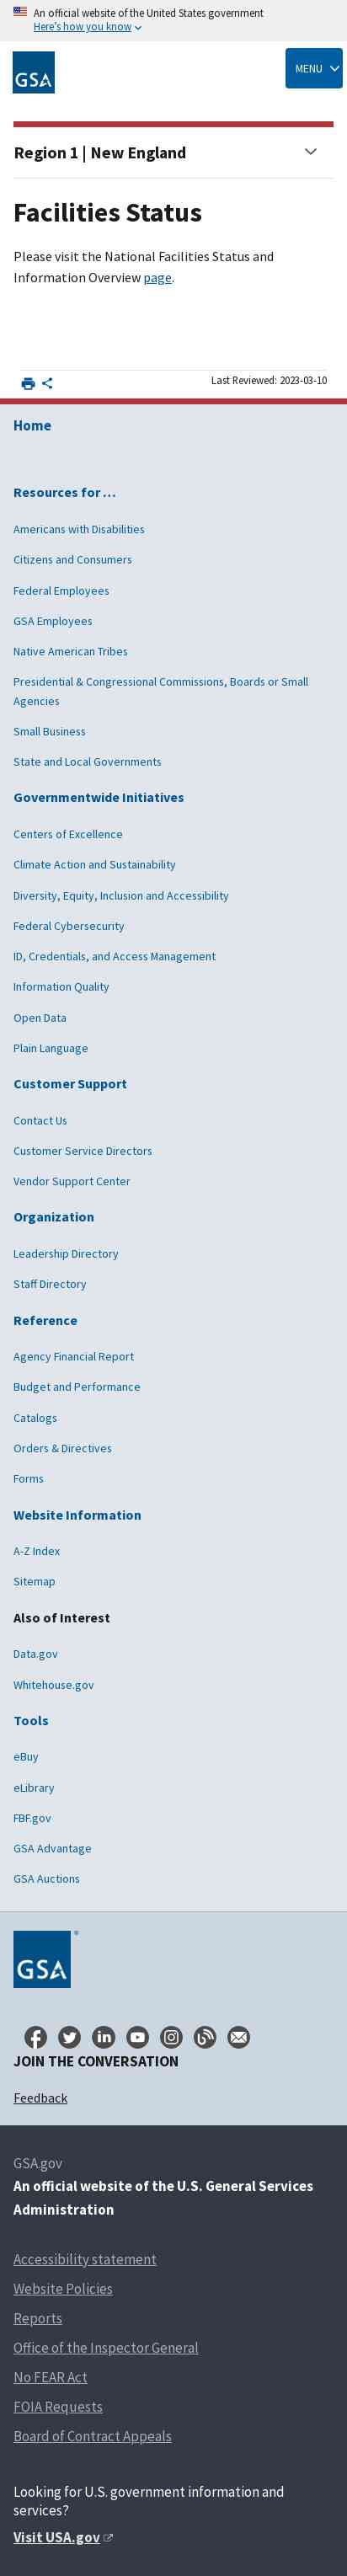 An official website of the United States government
Here’s how you know
GSA
MENU
Region 1 | New England
Facilities Status
Please visit the National Facilities Status and
Information Overview page.
Last Reviewed: 2023-03-10
Home
Resources for …
Americans with Disabilities
Citizens and Consumers
Federal Employees
GSA Employees
Native American Tribes
Presidential & Congressional Commissions, Boards or Small
Agencies
Small Business
State and Local Governments
Governmentwide Initiatives
Centers of Excellence
Climate Action and Sustainability
Diversity, Equity, Inclusion and Accessibility
Federal Cybersecurity
ID, Credentials, and Access Management
Information Quality
Open Data
Plain Language
Customer Support
Contact Us
Customer Service Directors
Vendor Support Center
Organization
Leadership Directory
Staff Directory
Reference
Agency Financial Report
Budget and Performance
Catalogs
Orders & Directives
Forms
Website Information
A-Z Index
Sitemap
Also of Interest
Data.gov
Whitehouse.gov
Tools
eBuy
eLibrary
FBF.gov
GSA Advantage
GSA Auctions
GSA ®
JOIN THE CONVERSATION
Feedback
GSA.gov
An official website of the U.S. General Services
Administration
Accessibility statement
Website Policies
Reports
Office of the Inspector General
No FEAR Act
FOIA Requests
Board of Contract Appeals
Looking for U.S. government information and
services?
Visit USA.gov